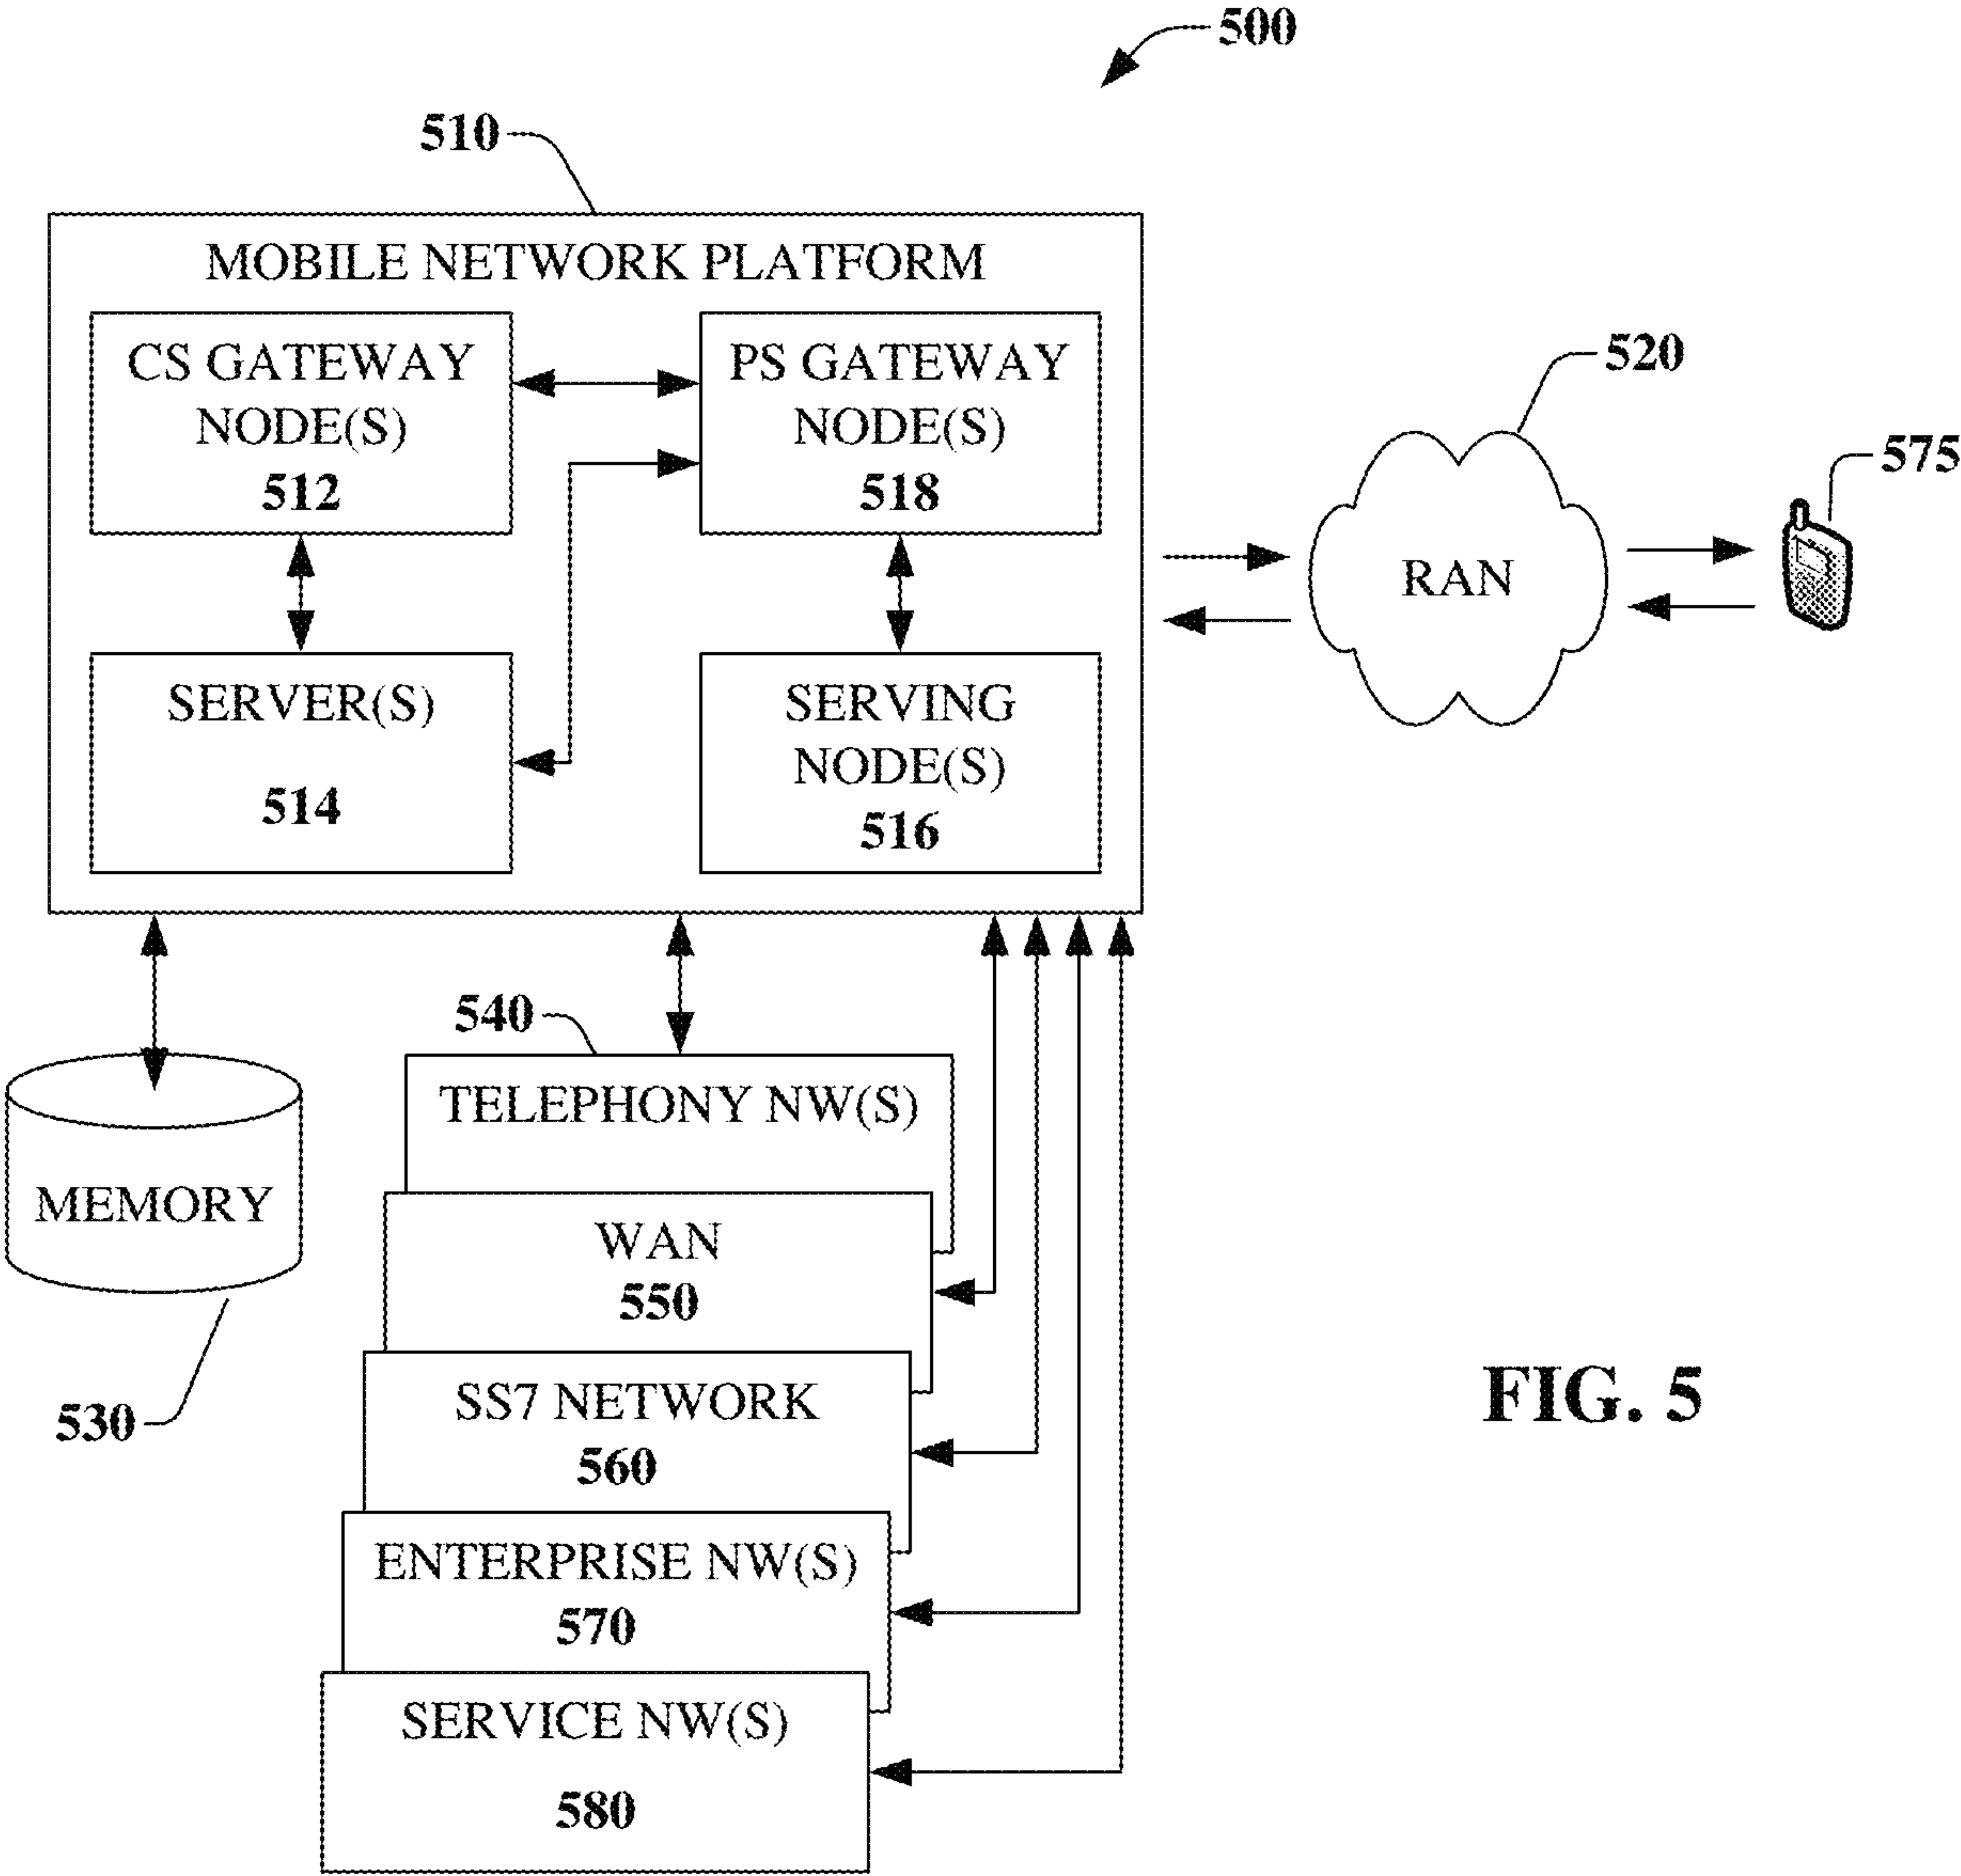 500
510
MOBILE NETWORK PLATFORM
CS GATEWAY
NODE(S)
512
PS GATEWAY
NODE(S)
518
SERVER(S)
514
SERVING
NODE(S)
516
520
RAN
575
540
TELEPHONY NW(S)
MEMORY
530
WAN
550
SS7 NETWORK
560
ENTERPRISE NW(S)
570
SERVICE NW(S)
580
FIG. 5